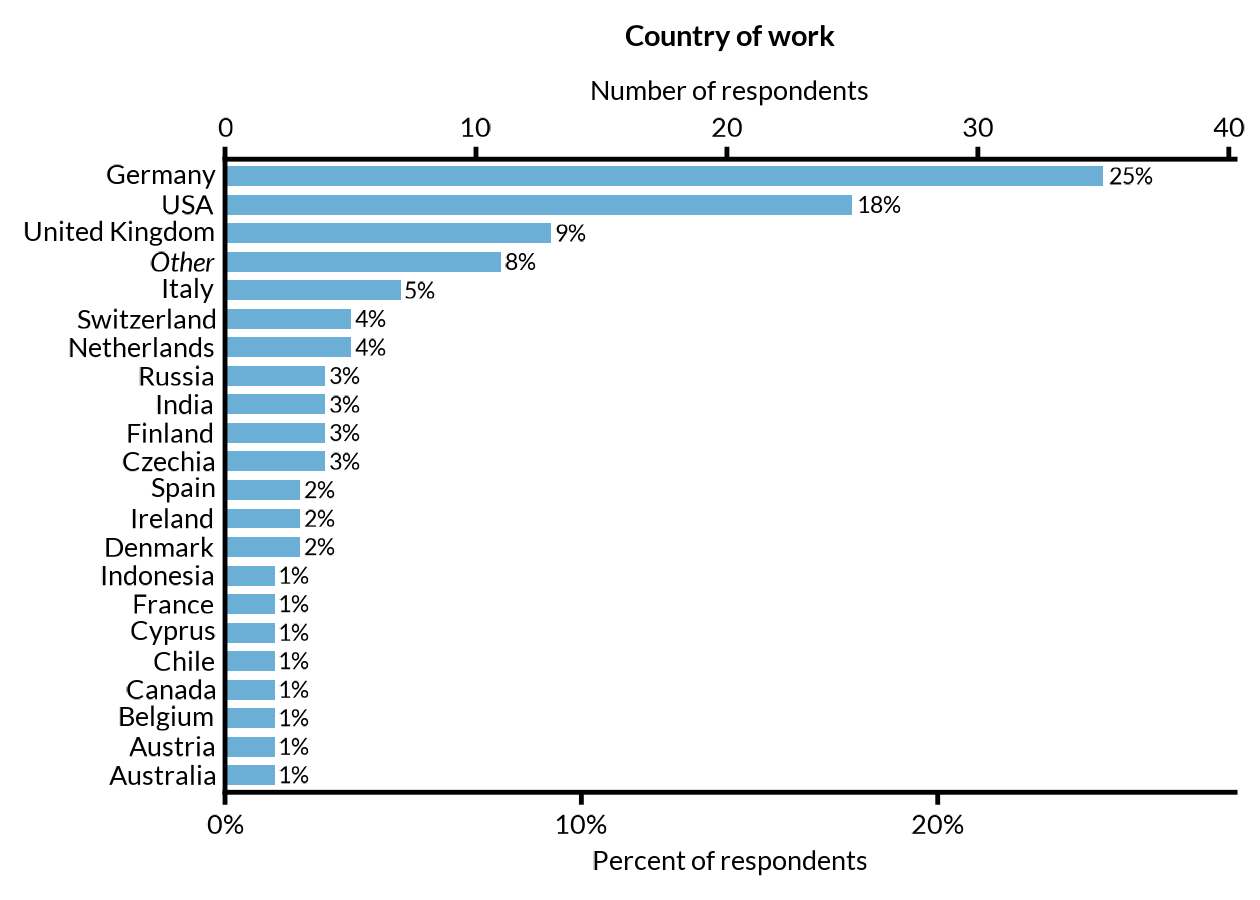 Country of work
Number of respondents
0 10 20 30 40
Germany 25%
USA 18%
United Kingdom 9%
Other 8%
Italy 5%
Switzerland 4%
Netherlands 4%
Russia 3%
India 3%
Finland 3%
Czechia 3%
Spain 2%
Ireland 2%
Denmark 2%
Indonesia 1%
France 1%
Cyprus 1%
Chile 1%
Canada 1%
Belgium 1%
Austria 1%
Australia 1%
0% 10% 20%
Percent of respondents